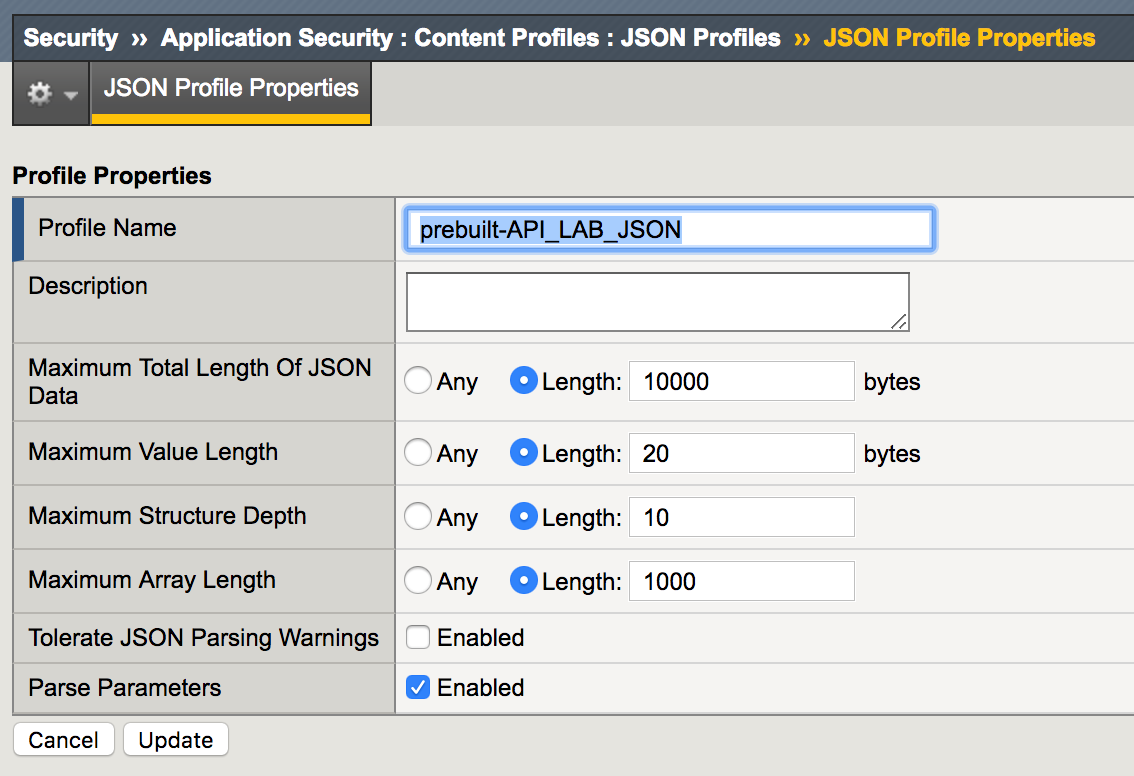 Security ›› Application Security : Content Profiles : JSON Profiles ›› JSON Profile Properties
JSON Profile Properties
Profile Properties
Profile Name prebuilt-API_LAB_JSON
Description
Maximum Total Length Of JSON
Data
Any Length: 10000 bytes
Maximum Value Length Any Length: 20 bytes
Maximum Structure Depth Any Length: 10
Maximum Array Length Any Length: 1000
Tolerate JSON Parsing Warnings Enabled
Parse Parameters Enabled
Cancel Update